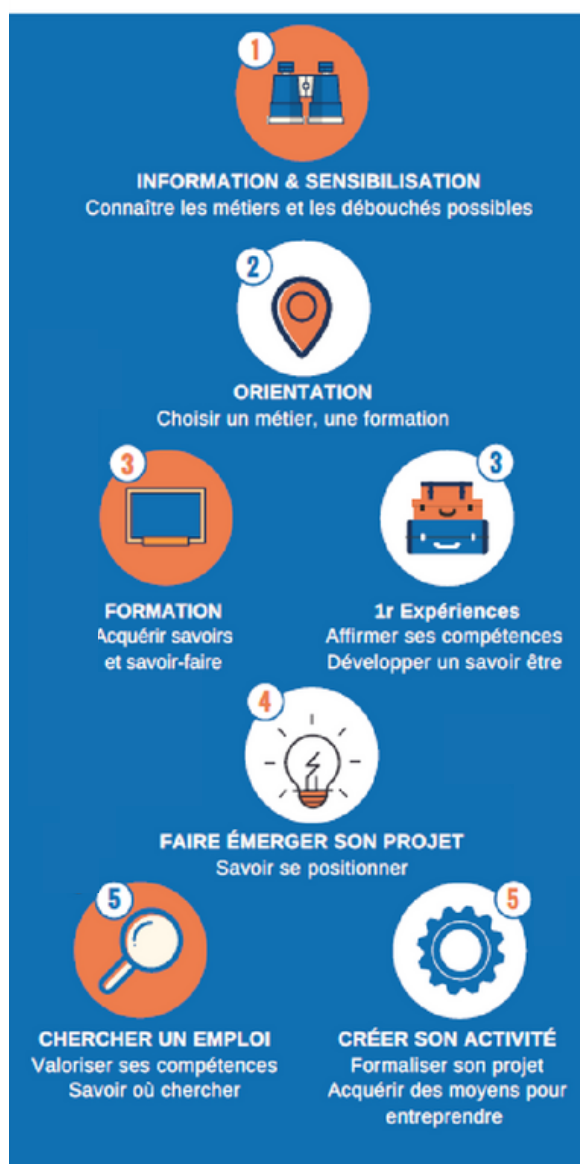 1
INFORMATION & SENSIBILISATION
Connaître les métiers et les débouchés possibles
2
ORIENTATION
Choisir un métier, une formation
3
FORMATION
Acquérir savoirs
et savoir-faire
3
1r Expériences
Affirmer ses compétences
Développer un savoir être
4
FAIRE ÉMERGER SON PROJET
Savoir se positionner
5
CHERCHER UN EMPLOI
Valoriser ses compétences
Savoir où chercher
5
CRÉER SON ACTIVITÉ
Formaliser son projet
Acquérir des moyens pour
entreprendre